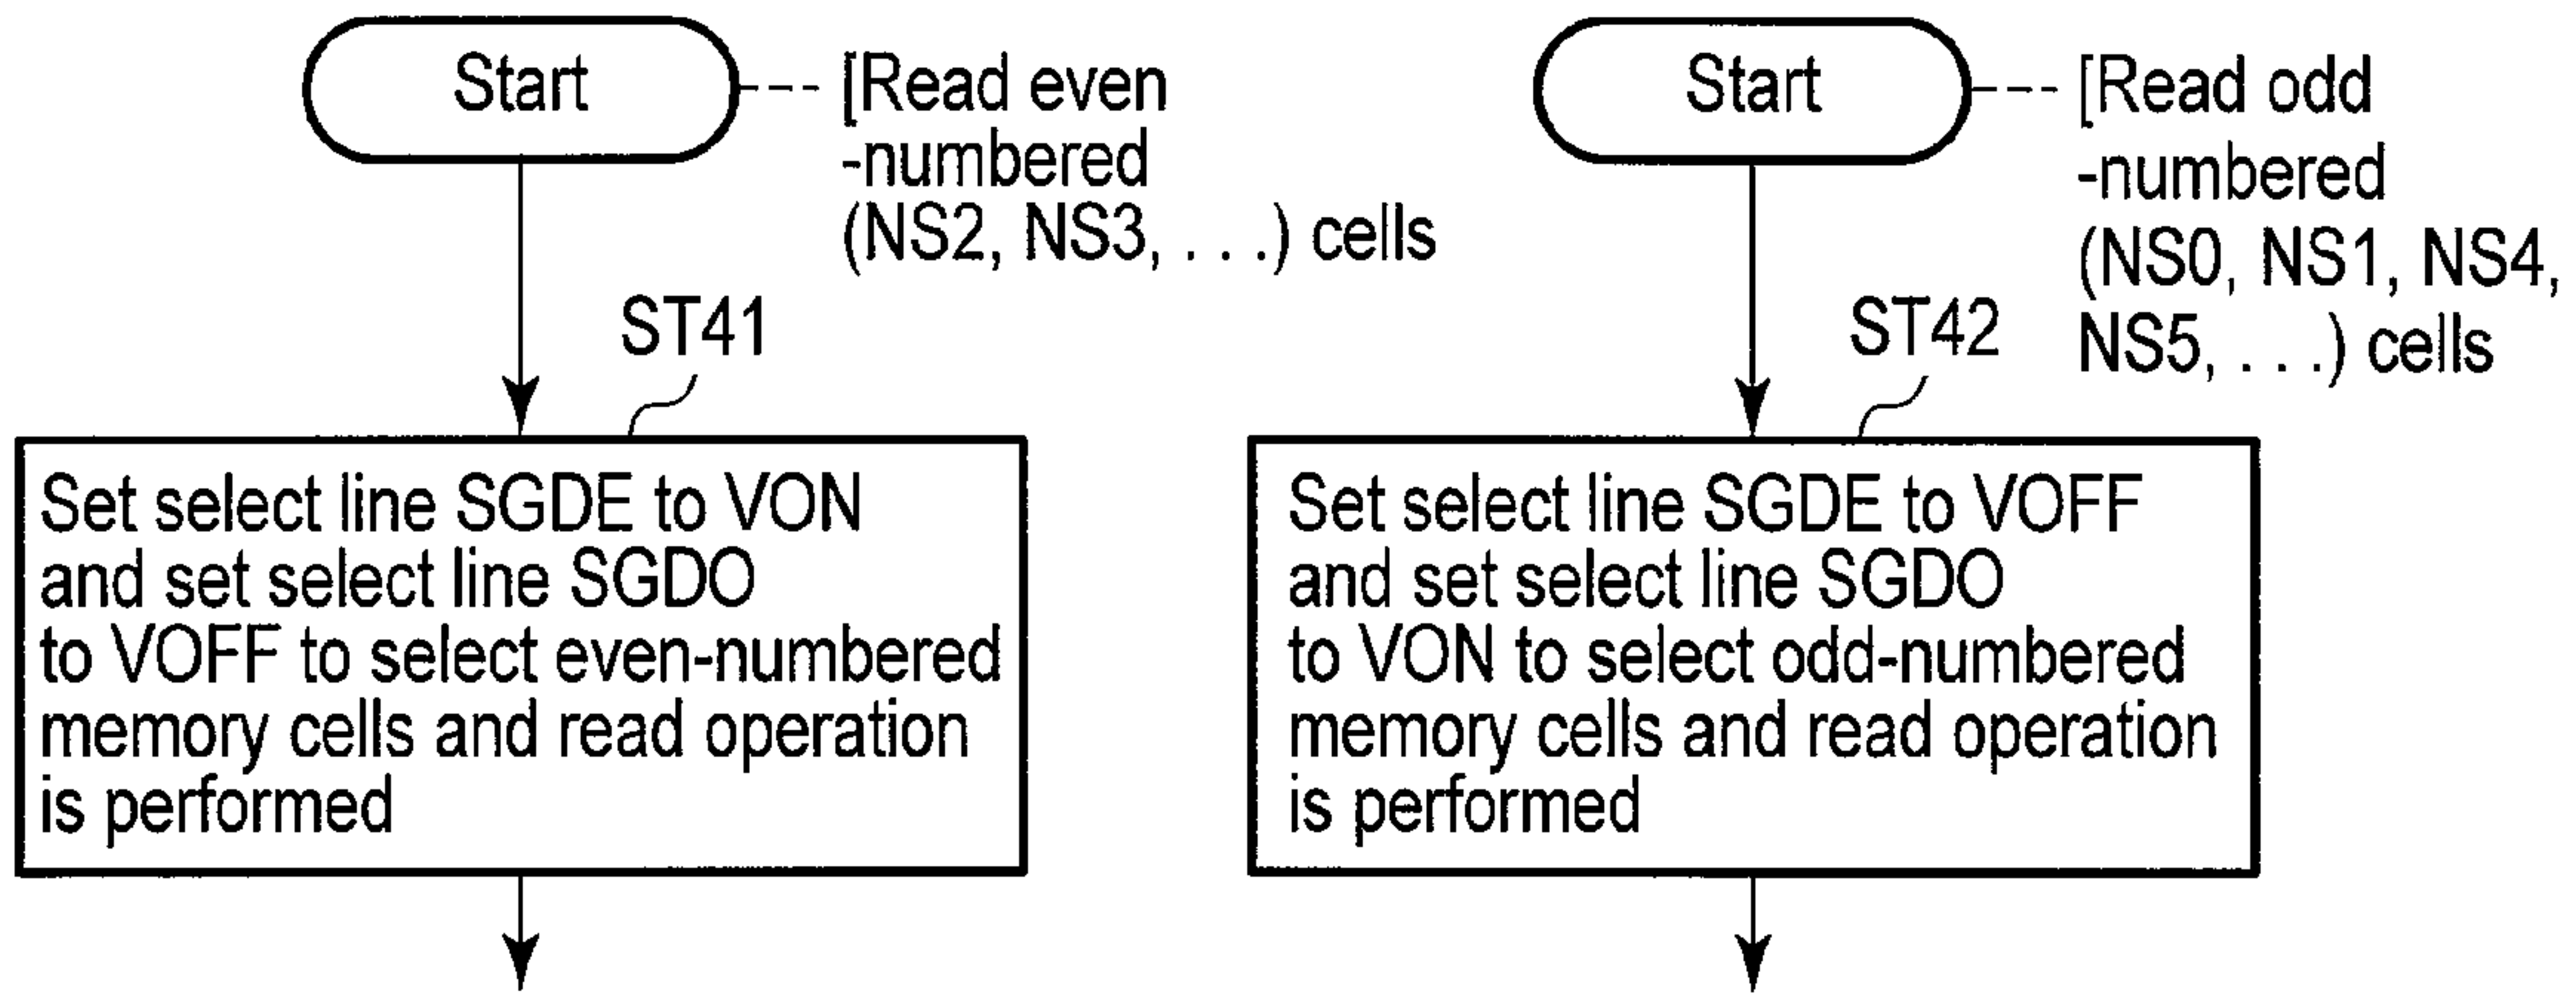 Start
[Read even
-numbered
(NS2, NS3, . . .) cells
ST41
Set select line SGDE to VON
and set select line SGDO
to VOFF to select even-numbered
memory cells and read operation
is performed
Start
[Read odd
-numbered
(NS0, NS1, NS4,
NS5, . . .) cells
ST42
Set select line SGDE to VOFF
and set select line SGDO
to VON to select odd-numbered
memory cells and read operation
is performed